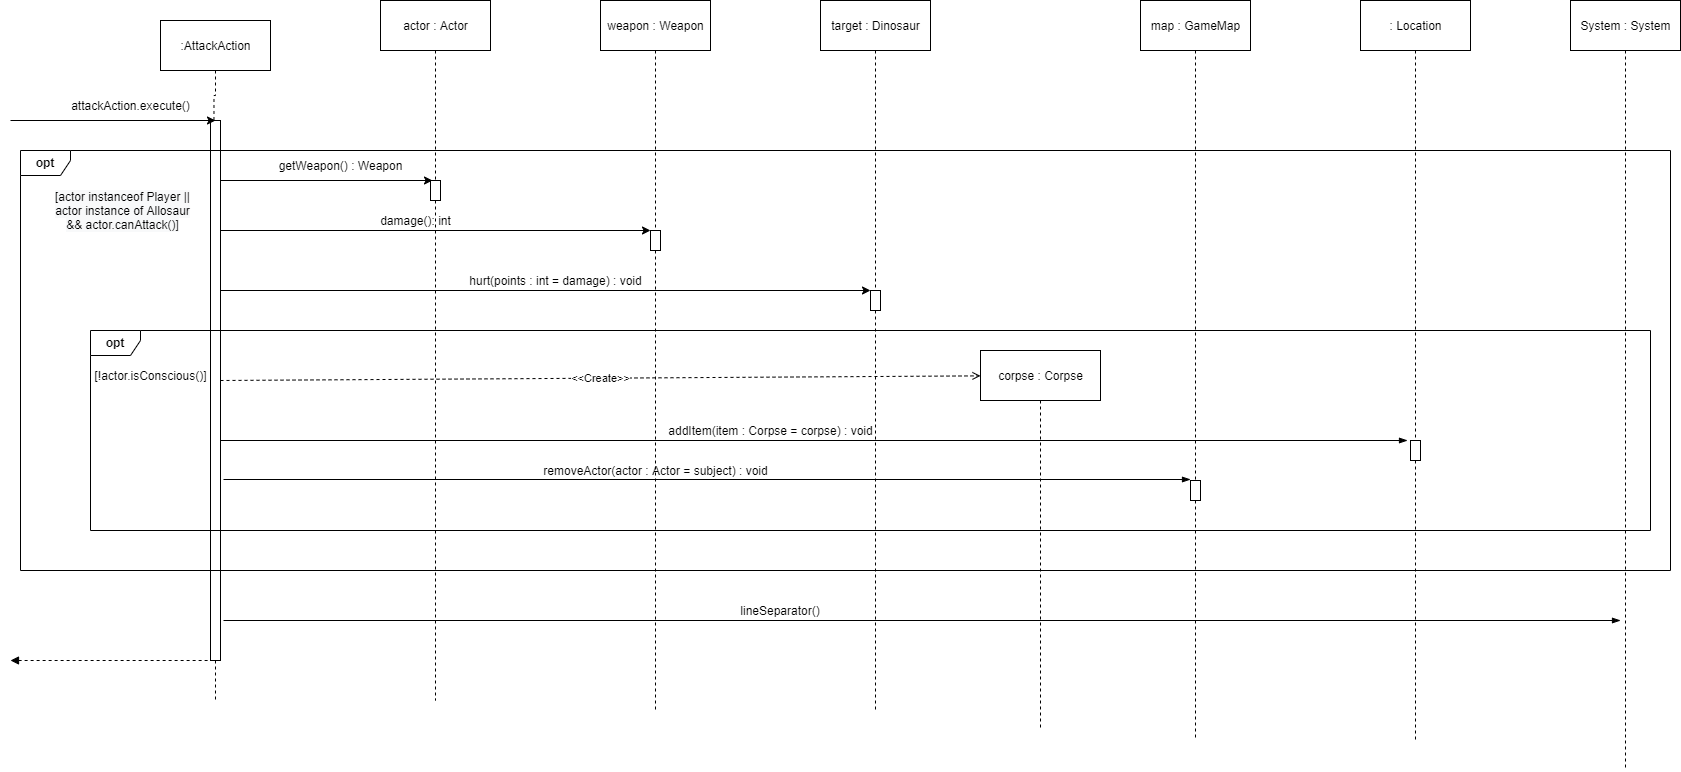 actor : Actor
weapon : Weapon
target : Dinosaur
map : GameMap
: Location
System : System
:AttackAction
attackAction.execute()
opt
getWeapon() : Weapon
[actor instanceof Player ||
actor instance of Allosaur
&& actor.canAttack()]
damage(): int
hurt(points : int = damage) : void
opt
[!actor.isConscious()]
<<Create>>
corpse : Corpse
addItem(item : Corpse = corpse) : void
removeActor(actor : Actor = subject) : void
lineSeparator()